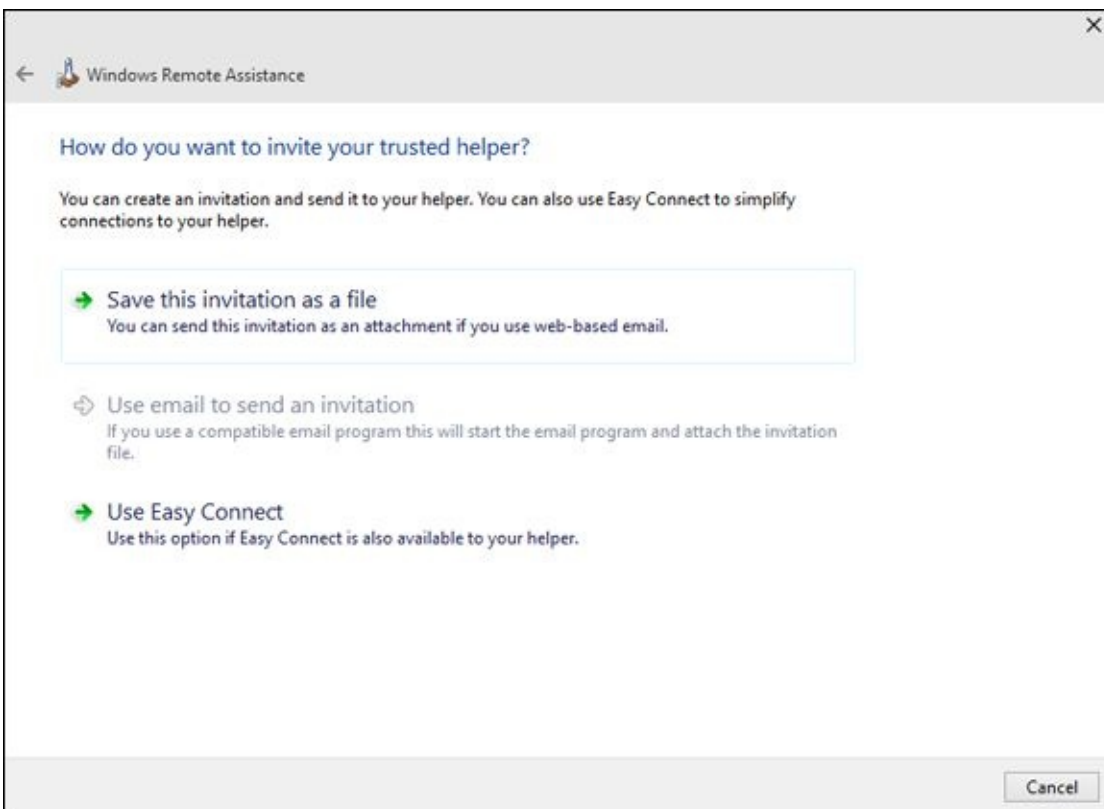 Windows Remote Assistance
How do you want to invite your trusted helper?
You can create an invitation and send it to your helper. You can also use Easy Connect to simplify
connections to your helper.
Save this invitation as a file
You can send this invitation as an attachment if you use web-based email.
Use email to send an invitation
If you use a compatible email program this will start the email program and attach the invitation
file.
Use Easy Connect
Use this option if Easy Connect is also available to your helper.
Cancel